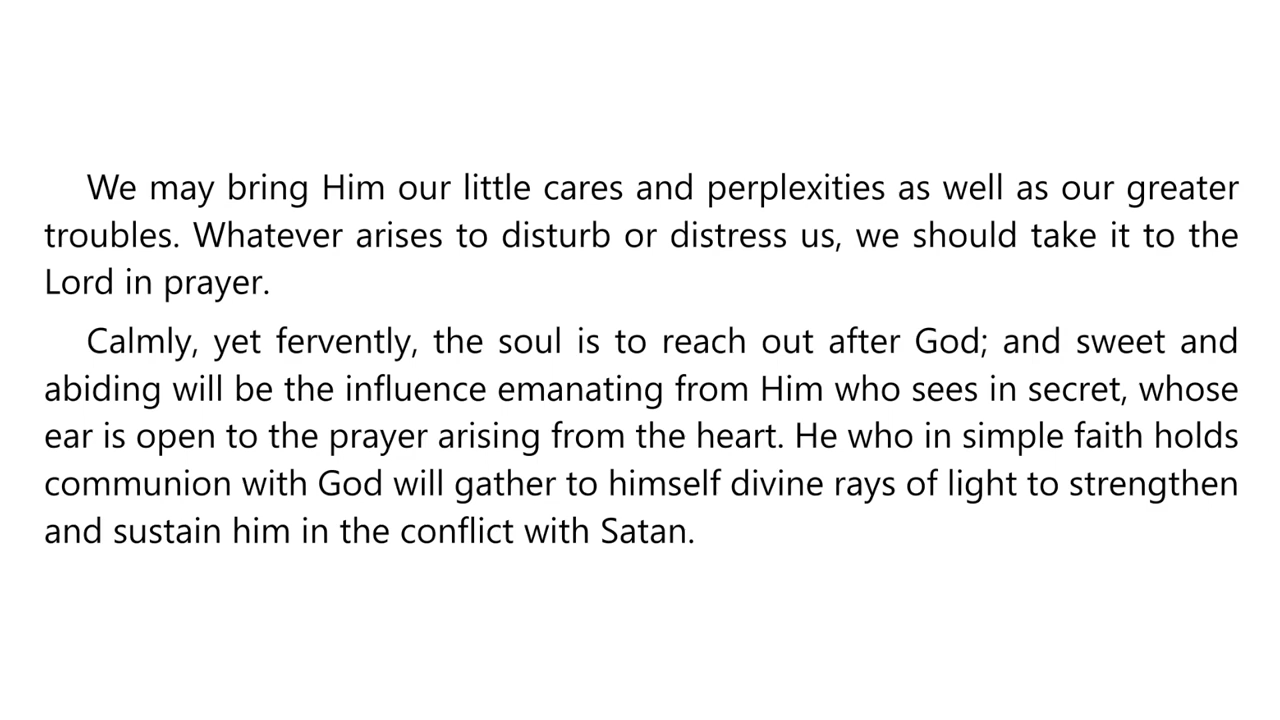 We may bring Him our little cares and perplexities as well as our greater
troubles. Whatever arises to disturb or distress us, we should take it to the
Lord in prayer.
Calmly, yet fervently, the soul is to reach out after God; and sweet and
abiding will be the influence emanating from Him who sees in secret, whose
ear is open to the prayer arising from the heart. He who in simple faith holds
communion with God will gather to himself divine rays of light to strengthen
and sustain him in the conflict with Satan.